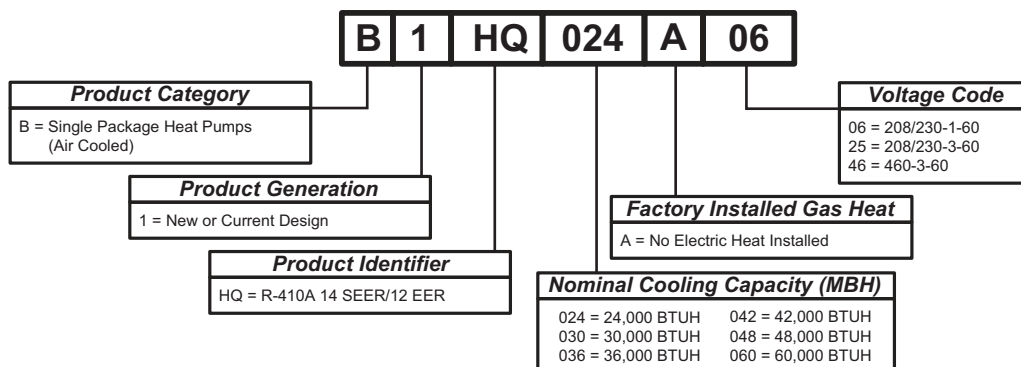 B 1 HQ 024 A 06
Product Category
B = Single Package Heat Pumps
(Air Cooled)
Product Generation
1 = New or Current Design
Product Identifier
HQ = R-410A 14 SEER/12 EER
Voltage Code
06 = 208/230-1-60
25 = 208/230-3-60
46 = 460-3-60
Factory Installed Gas Heat
A = No Electric Heat Installed
Nominal Cooling Capacity (MBH)
024 = 24,000 BTUH 042 = 42,000 BTUH
030 = 30,000 BTUH 048 = 48,000 BTUH
036 = 36,000 BTUH 060 = 60,000 BTUH